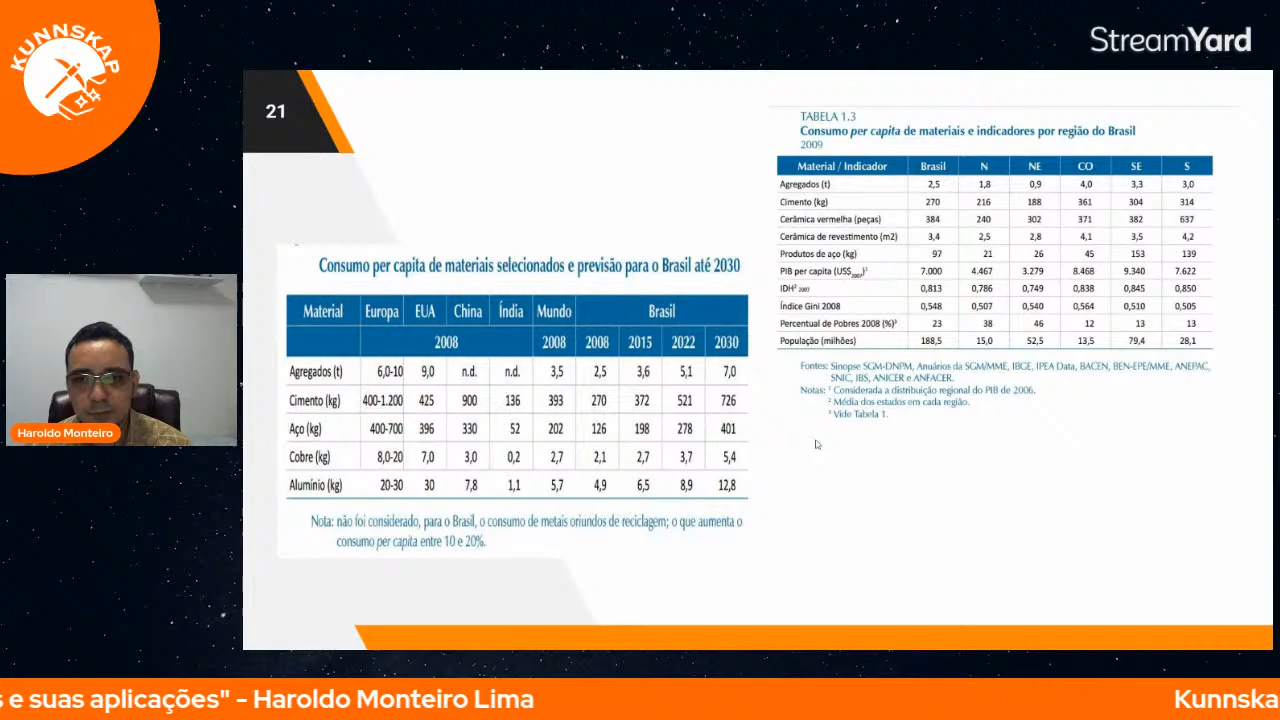 KUNNSKAP
StreamYard
21
TABELA 1.3
Consumo per capita de materiais e indicadores por região do Brasil
2009
Material / Indicador Brasil N NE CO SE S
Agregados (t) 2,5 1,8 0,9 4,0 3,3 3,0
Cimento (kg) 270 216 188 361 304 314
Cerâmica vermelha (peças) 384 240 302 371 382 637
Cerâmica de revestimento (m2) 3,4 2,5 2,8 4,1 3,5 4,2
Produtos de aço (kg) 97 21 26 45 153 139
PIB per capita (US$2007)1 7.000 4.467 3.279 8.468 9.340 7.622
IDH2 2007 0,813 0,786 0,749 0,838 0,845 0,850
Índice Gini 2008 0,548 0,507 0,540 0,564 0,510 0,505
Percentual de Pobres 2008 (%)3 23 38 46 12 13 13
População (milhões) 188,5 15,0 52,5 13,5 79,4 28,1
Fontes: Sinopse SGM-DNPM, Anuários da SGM/MME, IBGE, IPEA Data, BACEN, BEN-EPE/MME, ANEPAC,
SNIC, IBS, ANICER e ANFACER.
Notas: 1 Considerada a distribuição regional do PIB de 2006.
2 Média dos estados em cada região.
3 Vide Tabela 1.
Consumo per capita de materiais selecionados e previsão para o Brasil até 2030
Material Europa EUA China Índia Mundo Brasil
2008 2008 2008 2015 2022 2030
Agregados (t) 6,0-10 9,0 n.d. n.d. 3,5 2,5 3,6 5,1 7,0
Cimento (kg) 400-1.200 425 900 136 393 270 372 521 726
Aço (kg) 400-700 396 330 52 202 126 198 278 401
Cobre (kg) 8,0-20 7,0 3,0 0,2 2,7 2,1 2,7 3,7 5,4
Alumínio (kg) 20-30 30 7,8 1,1 5,7 4,9 6,5 8,9 12,8
Nota: não foi considerado, para o Brasil, o consumo de metais oriundos de reciclagem; o que aumenta o
consumo per capita entre 10 e 20%.
Haroldo Monteiro
s e suas aplicações" - Haroldo Monteiro Lima
Kunnska